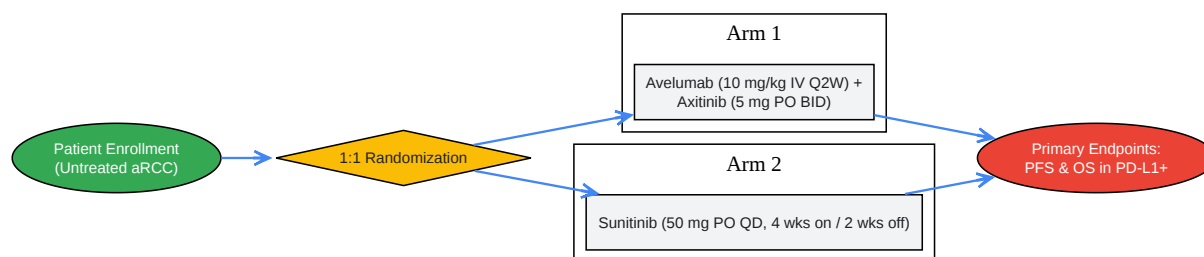 Patient Enrollment
(Untreated aRCC)
1:1 Randomization
Arm 1
Avelumab (10 mg/kg IV Q2W) +
Axitinib (5 mg PO BID)
Arm 2
Sunitinib (50 mg PO QD, 4 wks on / 2 wks off)
Primary Endpoints:
PFS & OS in PD-L1+